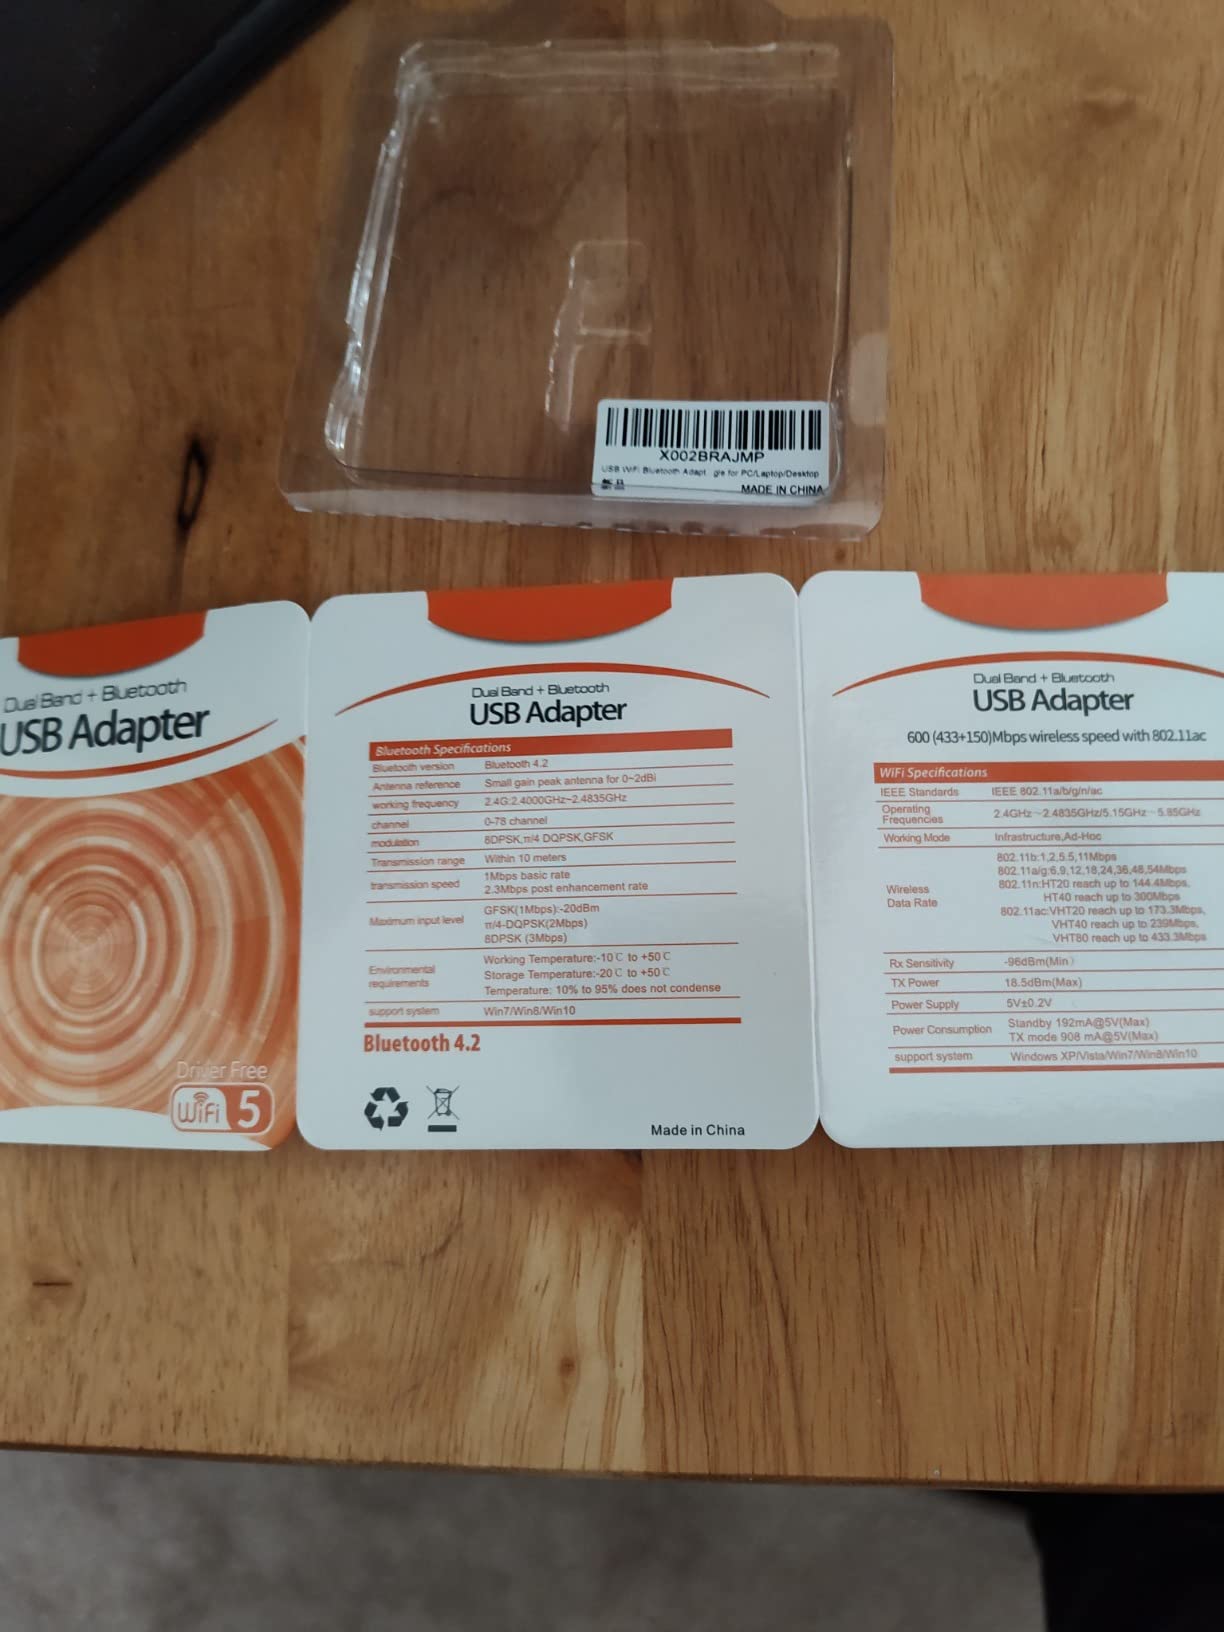 X002BRAJMP
USB WiFi Bluetooth Adapt gle for PC/Laptop/Desktop
MADE IN CHINA
Dual Band + Bluetooth
USB Adapter
Driver Free
WiFi 5
Dual Band + Bluetooth
USB Adapter
Bluetooth Specifications
Bluetooth version Bluetooth 4.2
Antenna reference Small gain peak antenna for 0~2dBi
working frequency 2.4G:2.4000GHz~2.4835GHz
channel 0-78 channel
modulation 8DPSK,π/4 DQPSK,GFSK
Transmission range Within 10 meters
transmission speed 1Mbps basic rate
2.3Mbps post enhancement rate
Maximum input level GFSK(1Mbps):-20dBm
π/4-DQPSK(2Mbps)
8DPSK (3Mbps)
Environmental requirements Working Temperature:-10℃ to +50℃
Storage Temperature:-20℃ to +50℃
Temperature: 10% to 95% does not condense
support system Win7/Win8/Win10
Bluetooth 4.2
Made in China
Dual Band + Bluetooth
USB Adapter
600 (433+150)Mbps wireless speed with 802.11ac
WiFi Specifications
IEEE Standards IEEE 802.11a/b/g/n/ac
Operating Frequencies 2.4GHz~2.4835GHz/5.15GHz~5.85GHz
Working Mode Infrastructure,Ad-Hoc
Wireless Data Rate 802.11b:1,2,5.5,11Mbps
802.11a/g:6,9,12,18,24,36,48,54Mbps
802.11n:HT20 reach up to 144.4Mbps,
HT40 reach up to 300Mbps
802.11ac:VHT20 reach up to 173.3Mbps,
VHT40 reach up to 239Mbps,
VHT80 reach up to 433.3Mbps
Rx Sensitivity -96dBm(Min)
TX Power 18.5dBm(Max)
Power Supply 5V±0.2V
Power Consumption Standby 192mA@5V(Max)
TX mode 908 mA@5V(Max)
support system Windows XP/Vista/Win7/Win8/Win10